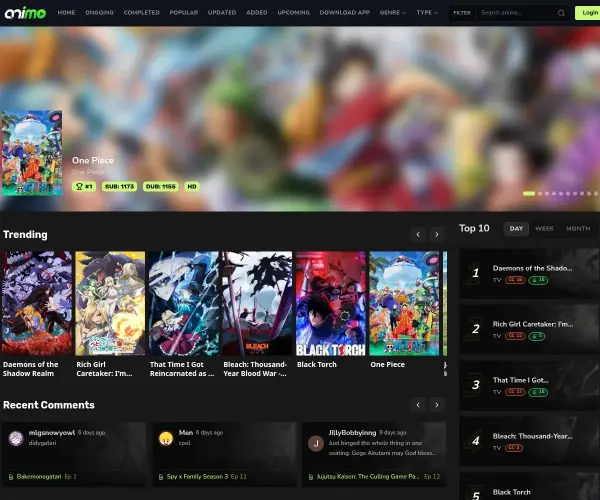 animo HOME ONGOING COMPLETED POPULAR UPDATED ADDED UPCOMING DOWNLOAD APP GENRE TYPE FILTER Search anime... Login
One Piece
One Piece
#1 SUB: 1173 DUB: 1155 HD
Trending
Daemons of the Shadow Realm
Rich Girl Caretaker: I'm...
That Time I Got Reincarnated as ...
BLEACH
Bleach: Thousand-Year Blood War -...
BLACK TORCH
Black Torch
One Piece
Top 10 DAY WEEK MONTH
1 Daemons of the Shado...
TV
2 Rich Girl Caretaker: I'm...
TV
3 That Time I Got...
TV
4 Bleach: Thousand-Year...
TV
5 Black Torch
Recent Comments
mlgsnowyowl 6 days ago
didygatari
Bakemonogatari Ep 1
Men 6 days ago
cool
Spy x Family Season 3 Ep 11
J JillyBobbyinng 9 days ago
Just binged the whole thing in one
seating. Gege Akutami may God bless...
Jujutsu Kaisen: The Culling Game Pa... Ep 12